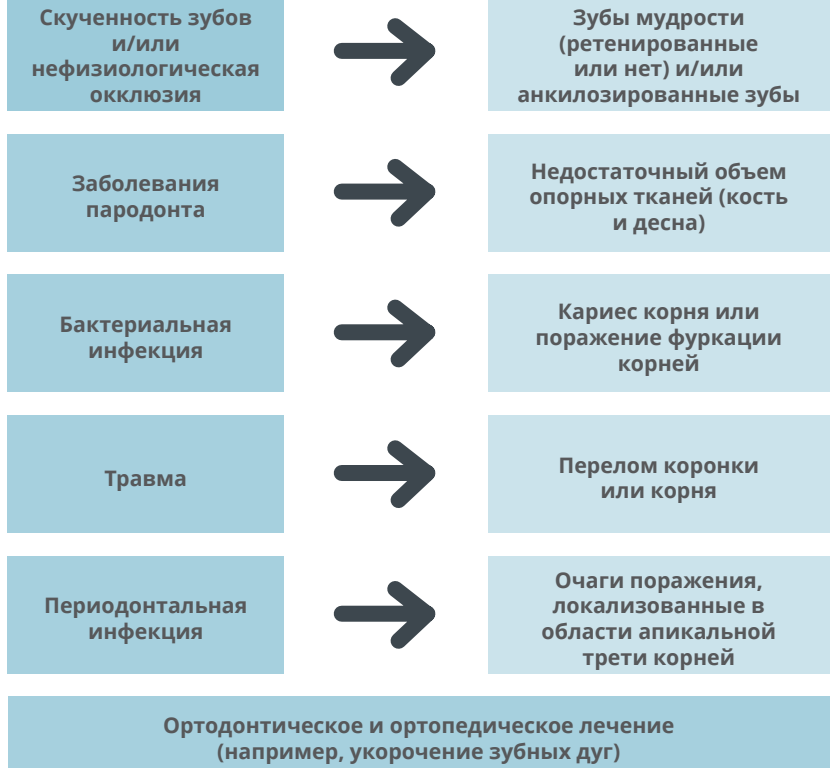 Скученность зубов
и/или
нефизиологическая
окклюзия
Зубы мудрости
(ретенированные
или нет) и/или
анкилозированные зубы
Заболевания
пародонта
Недостаточный объем
опорных тканей (кость
и десна)
Бактериальная
инфекция
Кариес корня или
поражение фуркации
корней
Травма
Перелом коронки
или корня
Периодонтальная
инфекция
Очаги поражения,
локализованные в
области апикальной
трети корней
Ортодонтическое и ортопедическое лечение
(например, укорочение зубных дуг)